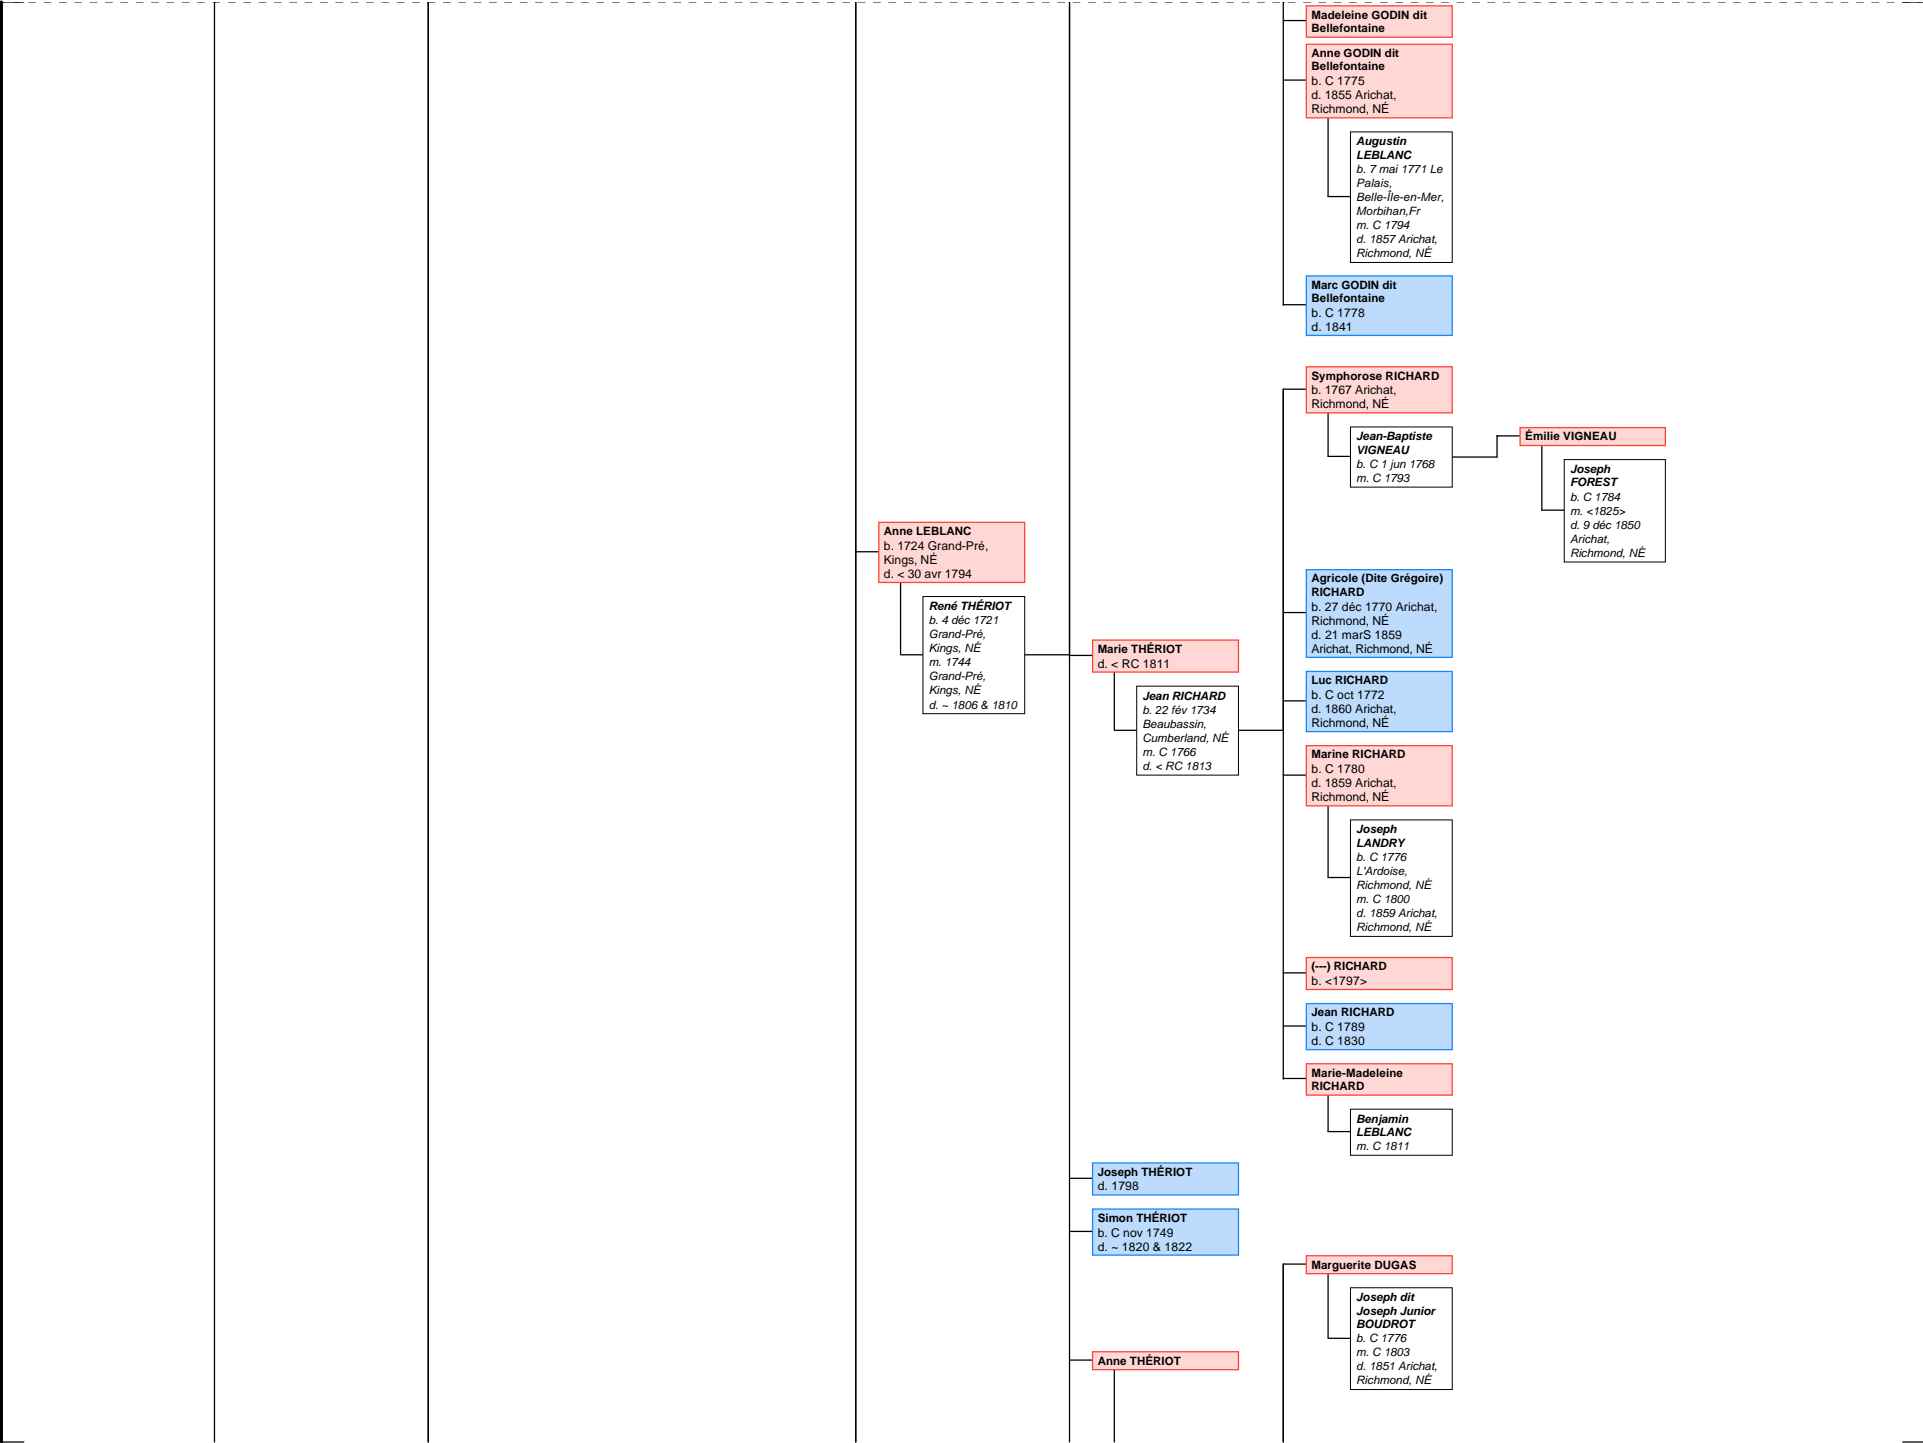 Madeleine GODIN dit
Bellefontaine
Anne GODIN dit
Bellefontaine
b. C 1775
d. 1855 Arichat,
Richmond, NÉ
Augustin
LEBLANC
b. 7 mai 1771 Le
Palais,
Belle-Île-en-Mer,
Morbihan,Fr
m. C 1794
d. 1857 Arichat,
Richmond, NÉ
Marc GODIN dit
Bellefontaine
b. C 1778
d. 1841
Symphorose RICHARD
b. 1767 Arichat,
Richmond, NÉ
Jean-Baptiste
VIGNEAU
b. C 1 jun 1768
m. C 1793
Émilie VIGNEAU
Joseph
FOREST
b. C 1784
m. <1825>
d. 9 déc 1850
Arichat,
Richmond, NÉ
Anne LEBLANC
b. 1724 Grand-Pré,
Kings, NÉ
d. < 30 avr 1794
René THÉRIOT
b. 4 déc 1721
Grand-Pré,
Kings, NÉ
m. 1744
Grand-Pré,
Kings, NÉ
d. ~ 1806 & 1810
Marie THÉRIOT
d. < RC 1811
Jean RICHARD
b. 22 fév 1734
Beaubassin,
Cumberland, NÉ
m. C 1766
d. < RC 1813
Agricole (Dite Grégoire)
RICHARD
b. 27 déc 1770 Arichat,
Richmond, NÉ
d. 21 marS 1859
Arichat, Richmond, NÉ
Luc RICHARD
b. C oct 1772
d. 1860 Arichat,
Richmond, NÉ
Marine RICHARD
b. C 1780
d. 1859 Arichat,
Richmond, NÉ
Joseph
LANDRY
b. C 1776
L'Ardoise,
Richmond, NÉ
m. C 1800
d. 1859 Arichat,
Richmond, NÉ
(---) RICHARD
b. <1797>
Jean RICHARD
b. C 1789
d. C 1830
Marie-Madeleine
RICHARD
Benjamin
LEBLANC
m. C 1811
Joseph THÉRIOT
d. 1798
Simon THÉRIOT
b. C nov 1749
d. ~ 1820 & 1822
Marguerite DUGAS
Joseph dit
Joseph Junior
BOUDROT
b. C 1776
m. C 1803
d. 1851 Arichat,
Richmond, NÉ
Anne THÉRIOT